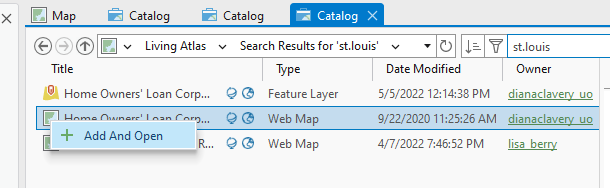 Map Catalog Catalog Catalog
Living Atlas Search Results for 'st.louis' st.louis
Title Type Date Modified Owner
Home Owners' Loan Corp... Feature Layer 5/5/2022 12:14:38 PM dianaclavery_uo
Home Owners' Loan Corp... Web Map 9/22/2020 11:25:26 AM dianaclavery_uo
Add And Open
R... Web Map 4/7/2022 7:46:52 PM lisa_berry